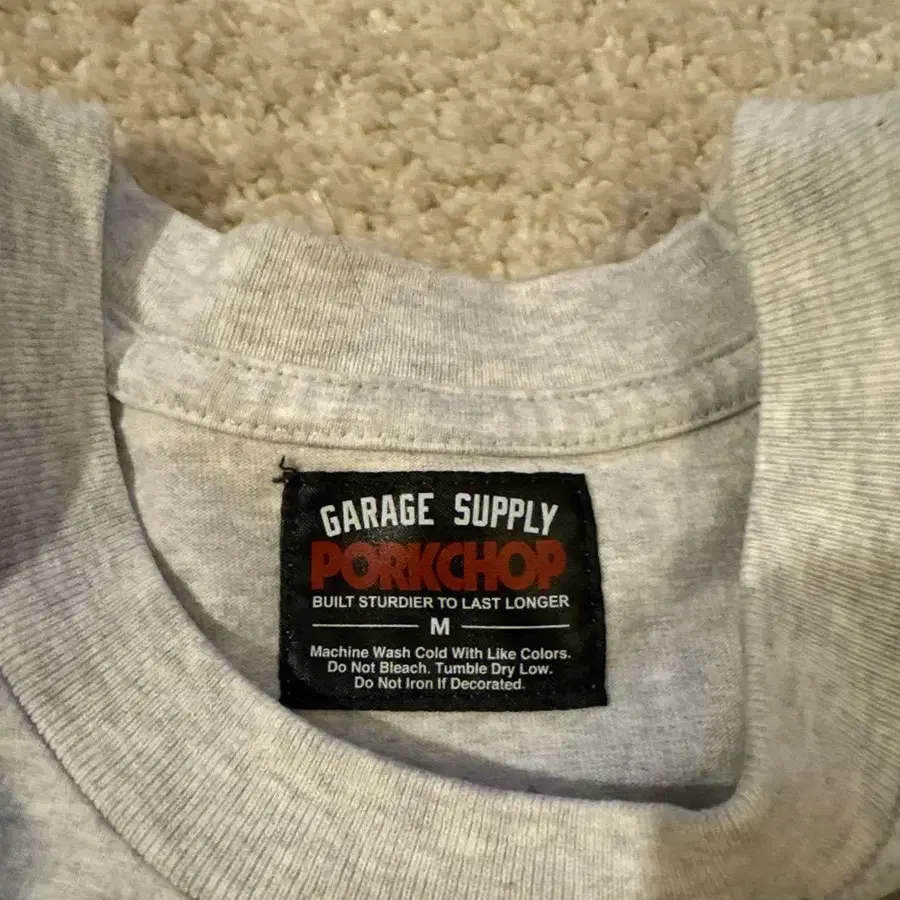 GARAGE SUPPLY
PORKCHOP
BUILT STURDIER TO LAST LONGER
M
Machine Wash Cold With Like Colors.
Do Not Bleach. Tumble Dry Low.
Do Not Iron If Decorated.